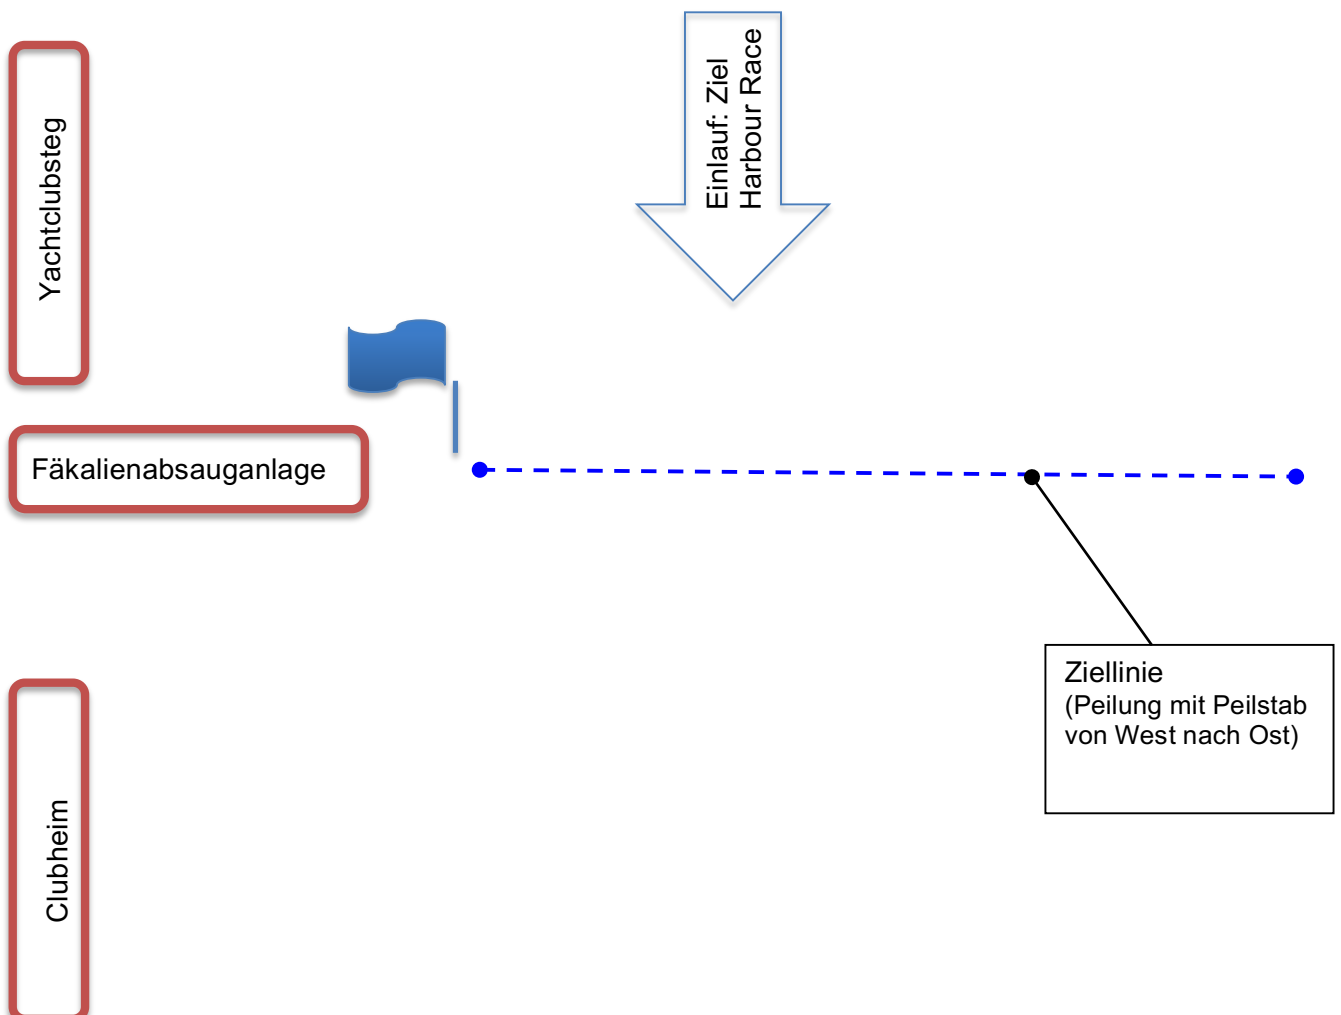 Yachtclubsteg
Einlauf: Ziel
Harbour Race
Fäkalienabsauganlage
Ziellinie
(Peilung mit Peilstab
von West nach Ost)
Clubheim